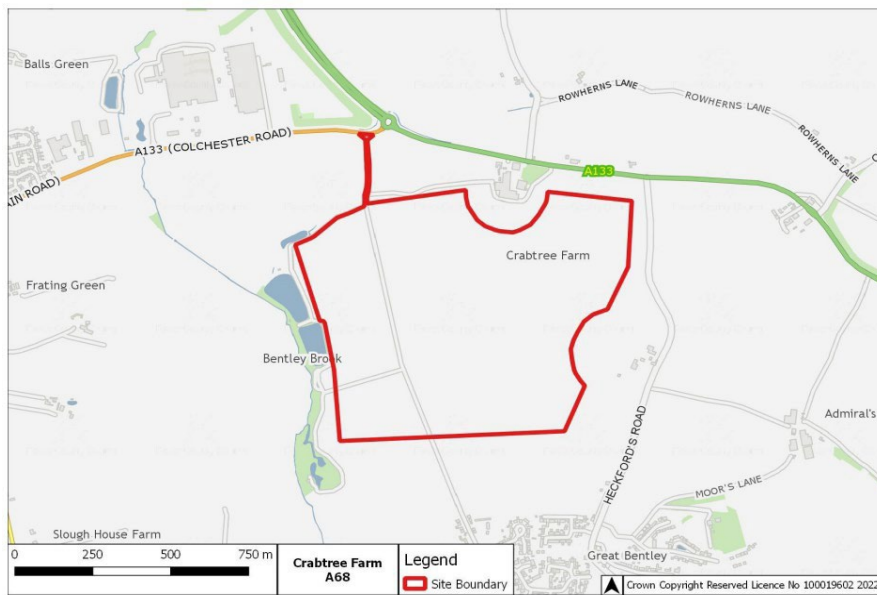 Balls Green
ROWHERNS LANE
ROWHERNS LANE
ROWHERNS LANE
A133 (COLCHESTER ROAD)
AIN ROAD)
A133
Crabtree Farm
Frating Green
Bentley Brook
HECKFORD'S ROAD
Admiral's
MOOR'S LANE
Slough House Farm
Great Bentley
0 250 500 750 m
Crabtree Farm
A68
Legend
Site Boundary
Crown Copyright Reserved Licence No 100019602 2022